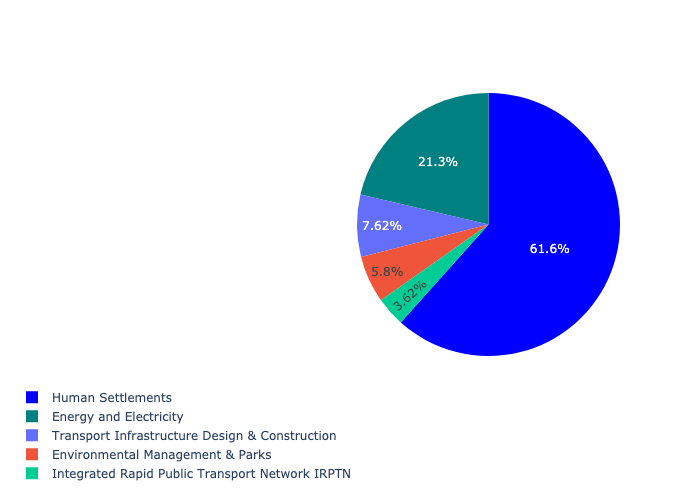 21.3%
7.62%
61.6%
5.8%
3.62%
Human Settlements
Energy and Electricity
Transport Infrastructure Design & Construction
Environmental Management & Parks
Integrated Rapid Public Transport Network IRPTN